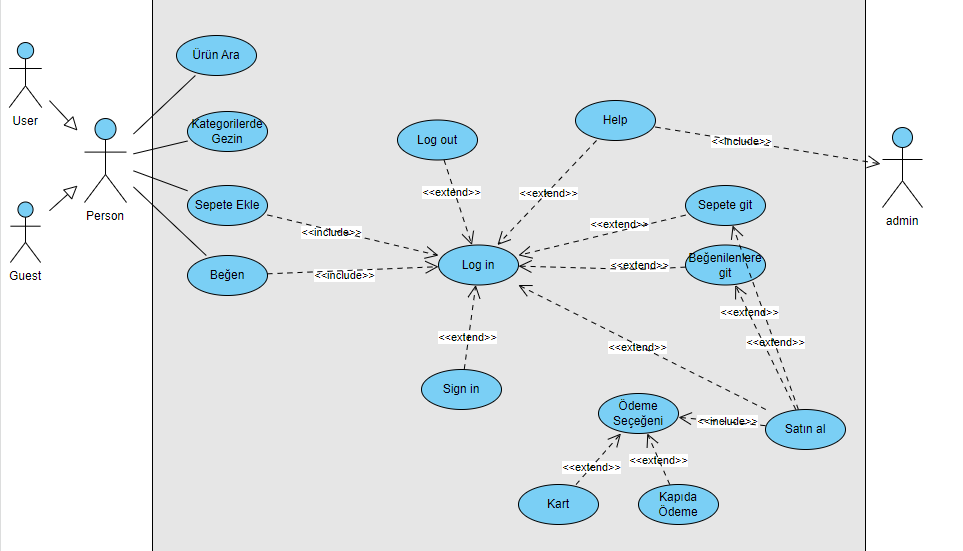 Ürün Ara
User
Kategorilerde
Gezin
Help
Log out
<<include>>
Person
admin
<<extend>>
<<extend>>
Sepete Ekle
Sepete git
<<extend>>
<<include>>
Guest
Beğen
<<include>>
Log in
<<extend>>
Beğenilenlere
git
<<extend>>
<<extend>>
<<extend>>
<<extend>>
Sign in
Ödeme
Seçeğeni
<<include>>
Satın al
<<extend>>
<<extend>>
Kart
Kapıda
Ödeme